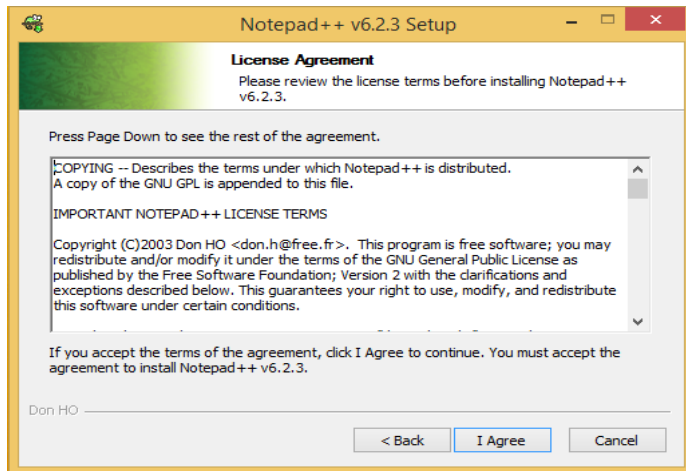 Notepad++ v6.2.3 Setup
License Agreement
Please review the license terms before installing Notepad++
v6.2.3.
Press Page Down to see the rest of the agreement.
COPYING -- Describes the terms under which Notepad++ is distributed.
A copy of the GNU GPL is appended to this file.
IMPORTANT NOTEPAD++ LICENSE TERMS
Copyright (C)2003 Don HO <don.h@free.fr>. This program is free software; you may
redistribute and/or modify it under the terms of the GNU General Public License as
published by the Free Software Foundation; Version 2 with the clarifications and
exceptions described below. This guarantees your right to use, modify, and redistribute
this software under certain conditions.
If you accept the terms of the agreement, click I Agree to continue. You must accept the
agreement to install Notepad++ v6.2.3.
Don HO
< Back
I Agree
Cancel